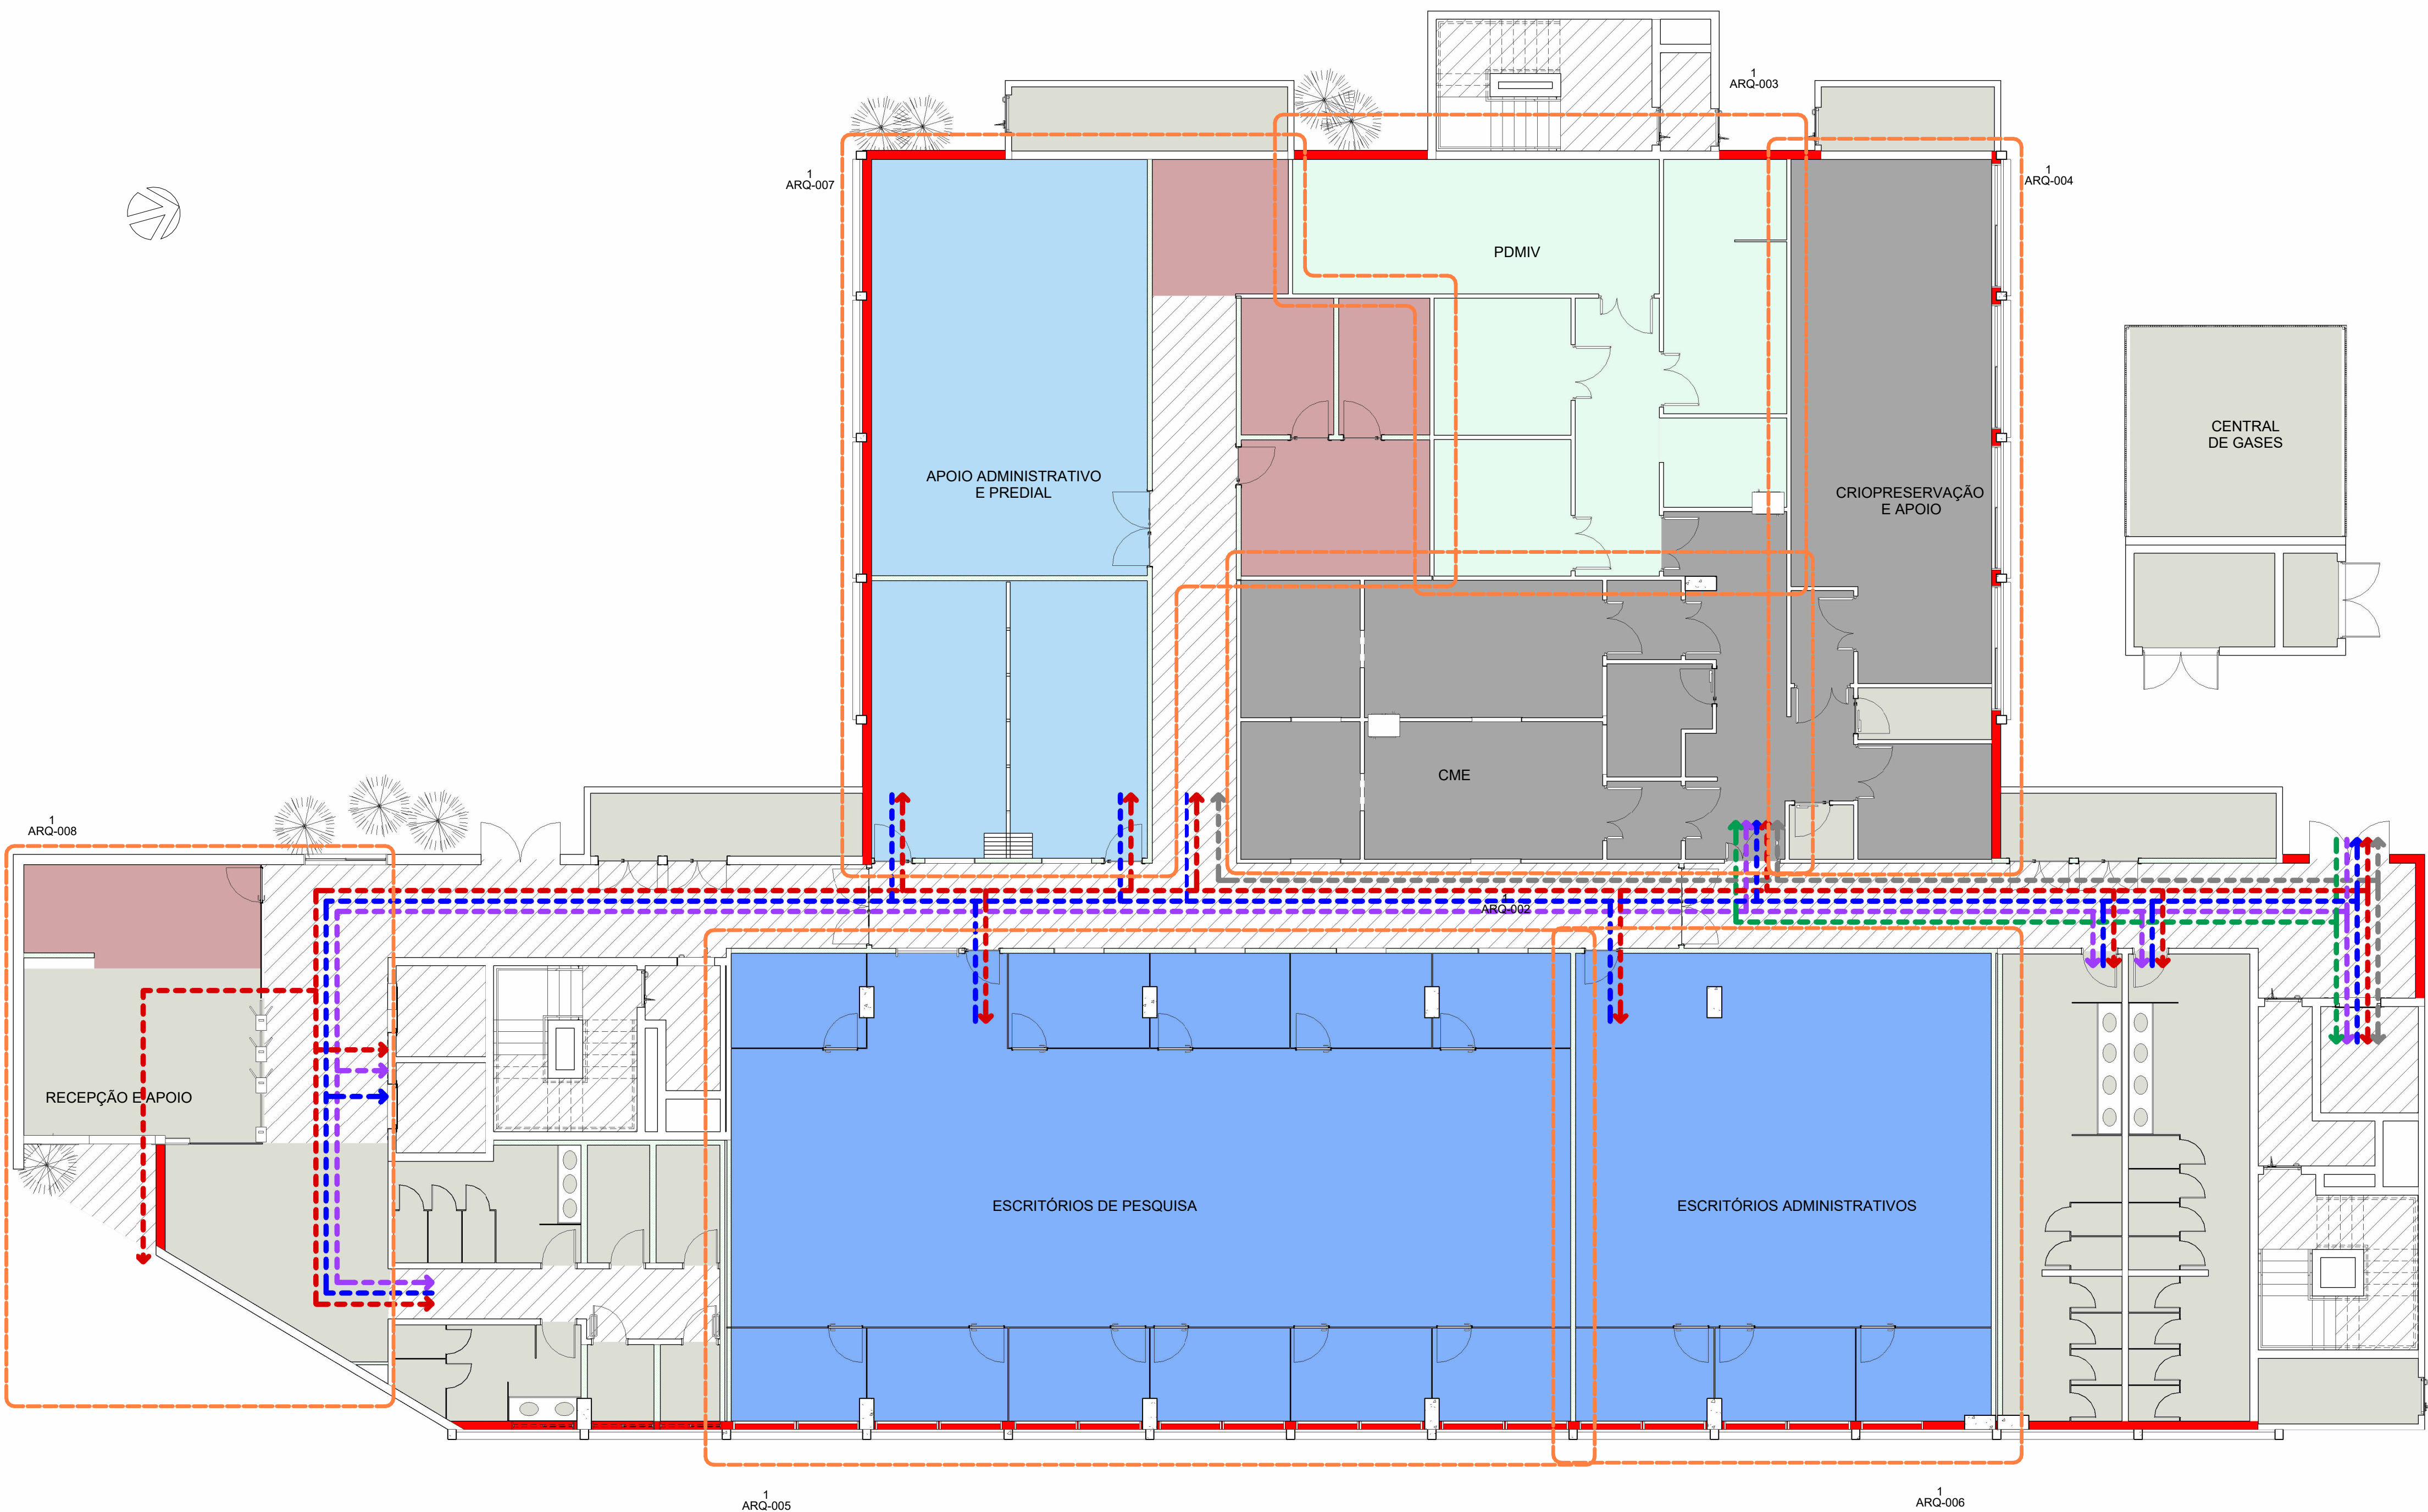 1
ARQ-003
1
ARQ-007
1
ARQ-004
PDMIV
CENTRAL
DE GASES
APOIO ADMINISTRATIVO
E PREDIAL
CRIOPRESERVAÇÃO
E APOIO
CME
1
ARQ-008
1
ARQ-002
RECEPÇÃO E APOIO
ESCRITÓRIOS DE PESQUISA
ESCRITÓRIOS ADMINISTRATIVOS
1
ARQ-005
1
ARQ-006